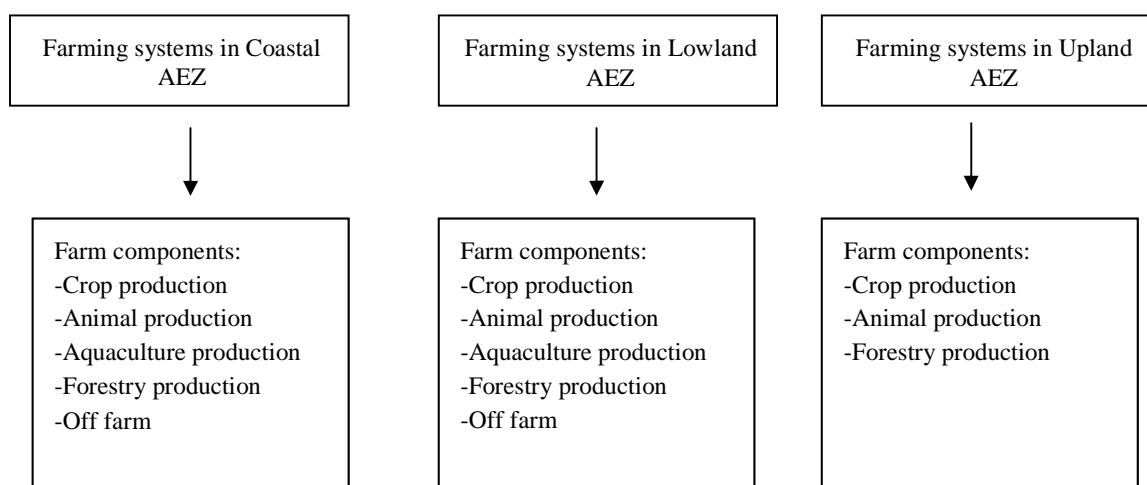 Farming systems in Coastal
AEZ
Farming systems in Lowland
AEZ
Farming systems in Upland
AEZ
Farm components:
-Crop production
-Animal production
-Aquaculture production
-Forestry production
-Off farm
Farm components:
-Crop production
-Animal production
-Aquaculture production
-Forestry production
-Off farm
Farm components:
-Crop production
-Animal production
-Forestry production